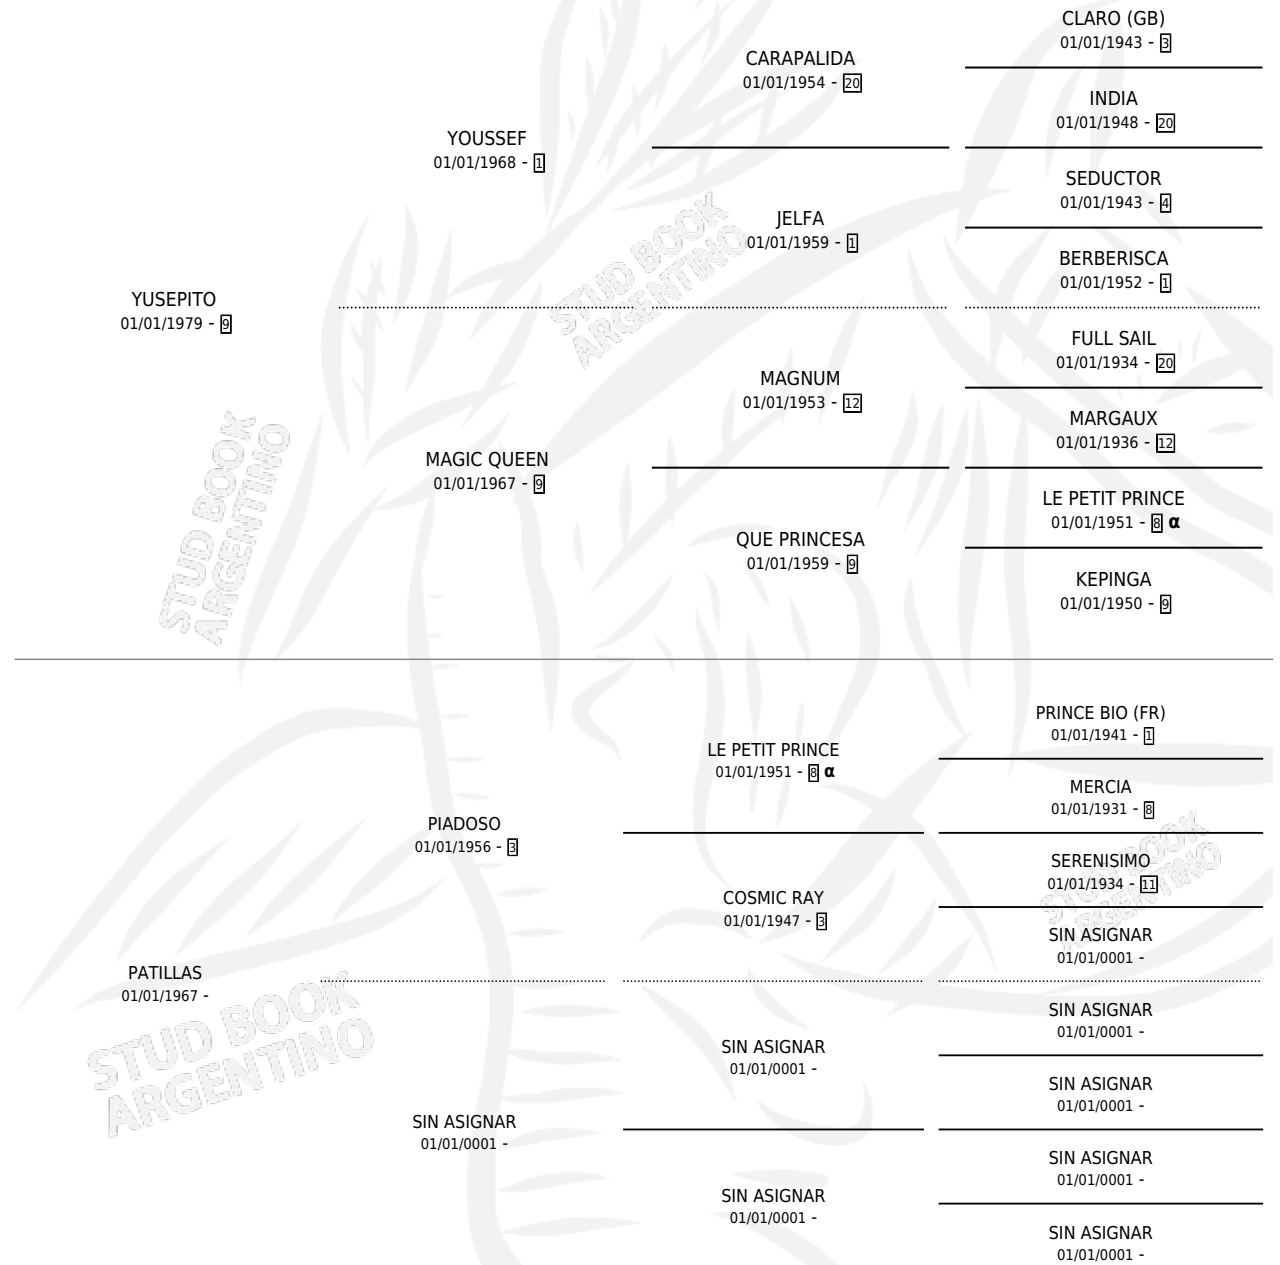 CLARO (GB)
01/01/1943 - 3
CARAPALIDA
01/01/1954 - 20
INDIA
01/01/1948 - 20
YOUSSEF
01/01/1968 - 1
SEDUCTOR
01/01/1943 - 4
JELFA
01/01/1959 - 1
BERBERISCA
01/01/1952 - 1
YUSEPITO
01/01/1979 - 9
FULL SAIL
01/01/1934 - 20
MAGNUM
01/01/1953 - 12
MARGAUX
01/01/1936 - 12
MAGIC QUEEN
01/01/1967 - 9
LE PETIT PRINCE
01/01/1951 - 8 α
QUE PRINCESA
01/01/1959 - 9
KEPINGA
01/01/1950 - 9
PRINCE BIO (FR)
01/01/1941 - 1
LE PETIT PRINCE
01/01/1951 - 8 α
MERCIA
01/01/1931 - 8
PIADOSO
01/01/1956 - 3
SERENISIMO
01/01/1934 - 11
COSMIC RAY
01/01/1947 - 3
SIN ASIGNAR
01/01/0001 -
PATILLAS
01/01/1967 -
SIN ASIGNAR
01/01/0001 -
SIN ASIGNAR
01/01/0001 -
SIN ASIGNAR
01/01/0001 -
SIN ASIGNAR
01/01/0001 -
SIN ASIGNAR
01/01/0001 -
SIN ASIGNAR
01/01/0001 -
SIN ASIGNAR
01/01/0001 -
STUD BOOK
ARGENTINO
STUD BOOK
ARGENTINO
STUD BOOK
ARGENTINO
STUD BOOK
ARGENTINO